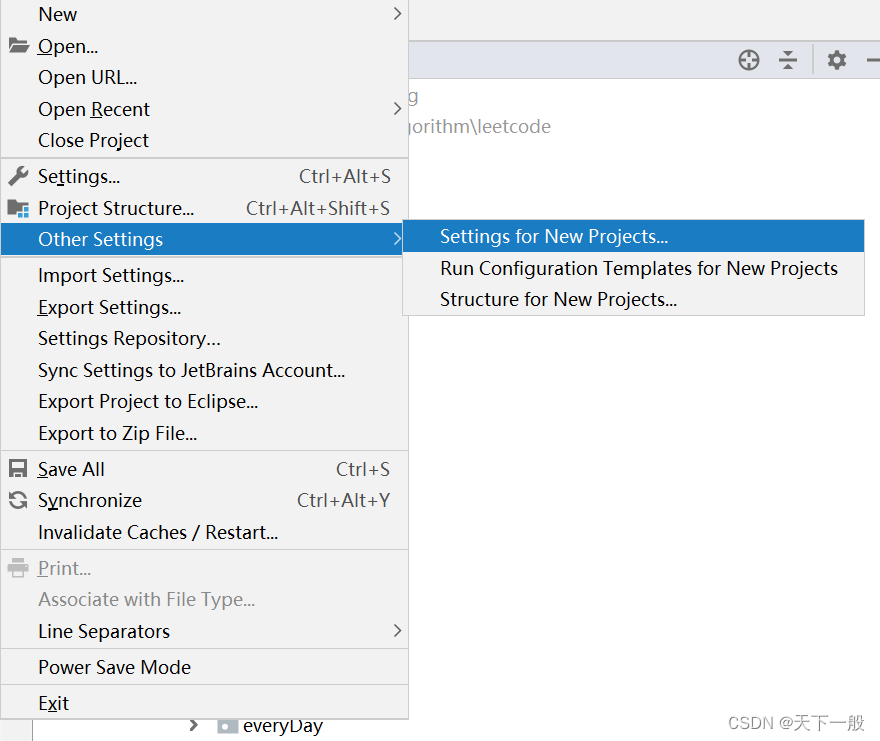 New
Open...
Open URL...
Open Recent
Close Project
g
gorithm\leetcode
Settings... Ctrl+Alt+S
Project Structure... Ctrl+Alt+Shift+S
Other Settings
Settings for New Projects...
Run Configuration Templates for New Projects
Structure for New Projects...
Import Settings...
Export Settings...
Settings Repository...
Sync Settings to JetBrains Account...
Export Project to Eclipse...
Export to Zip File...
Save All Ctrl+S
Synchronize Ctrl+Alt+Y
Invalidate Caches / Restart...
Print...
Associate with File Type...
Line Separators
Power Save Mode
Exit
everyDay
CSDN @天下一般